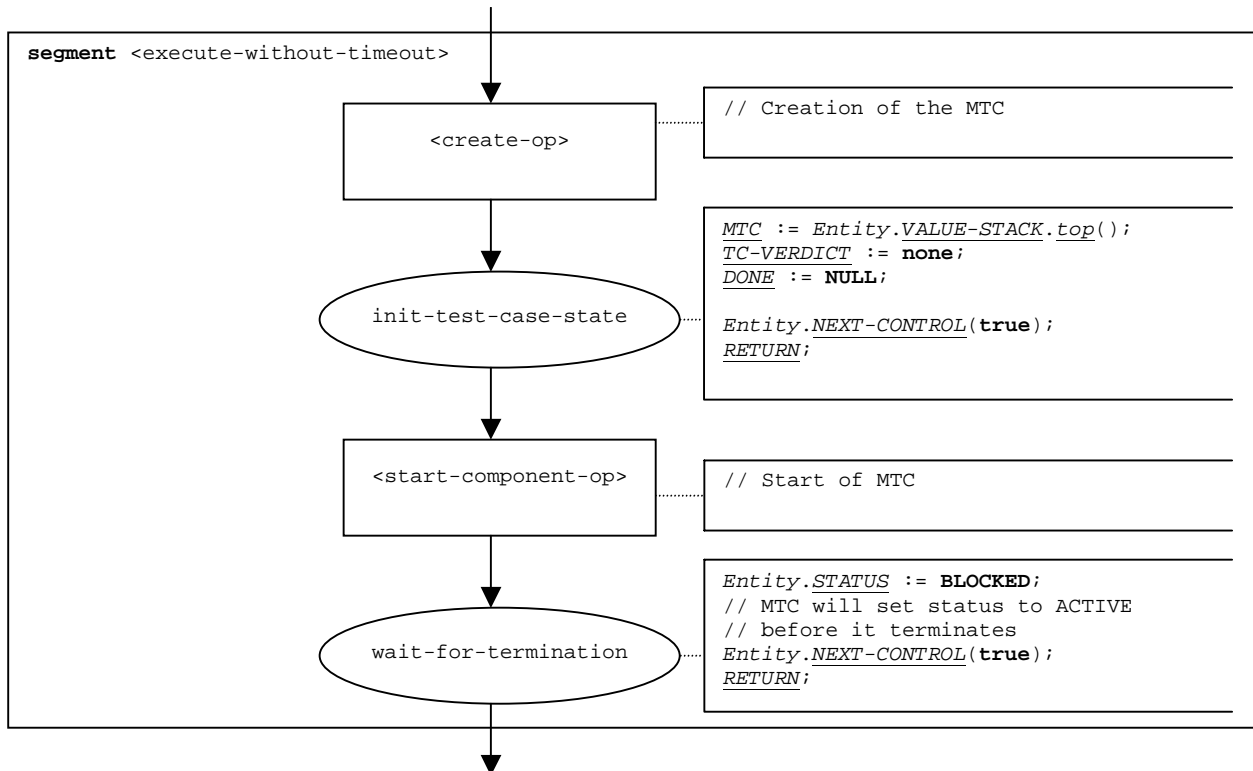 segment <execute-without-timeout>
<create-op>
// Creation of the MTC
init-test-case-state
MTC := Entity.VALUE-STACK.top();
TC-VERDICT := none;
DONE := NULL;
Entity.NEXT-CONTROL(true);
RETURN;
<start-component-op>
// Start of MTC
wait-for-termination
Entity.STATUS := BLOCKED;
// MTC will set status to ACTIVE
// before it terminates
Entity.NEXT-CONTROL(true);
RETURN;